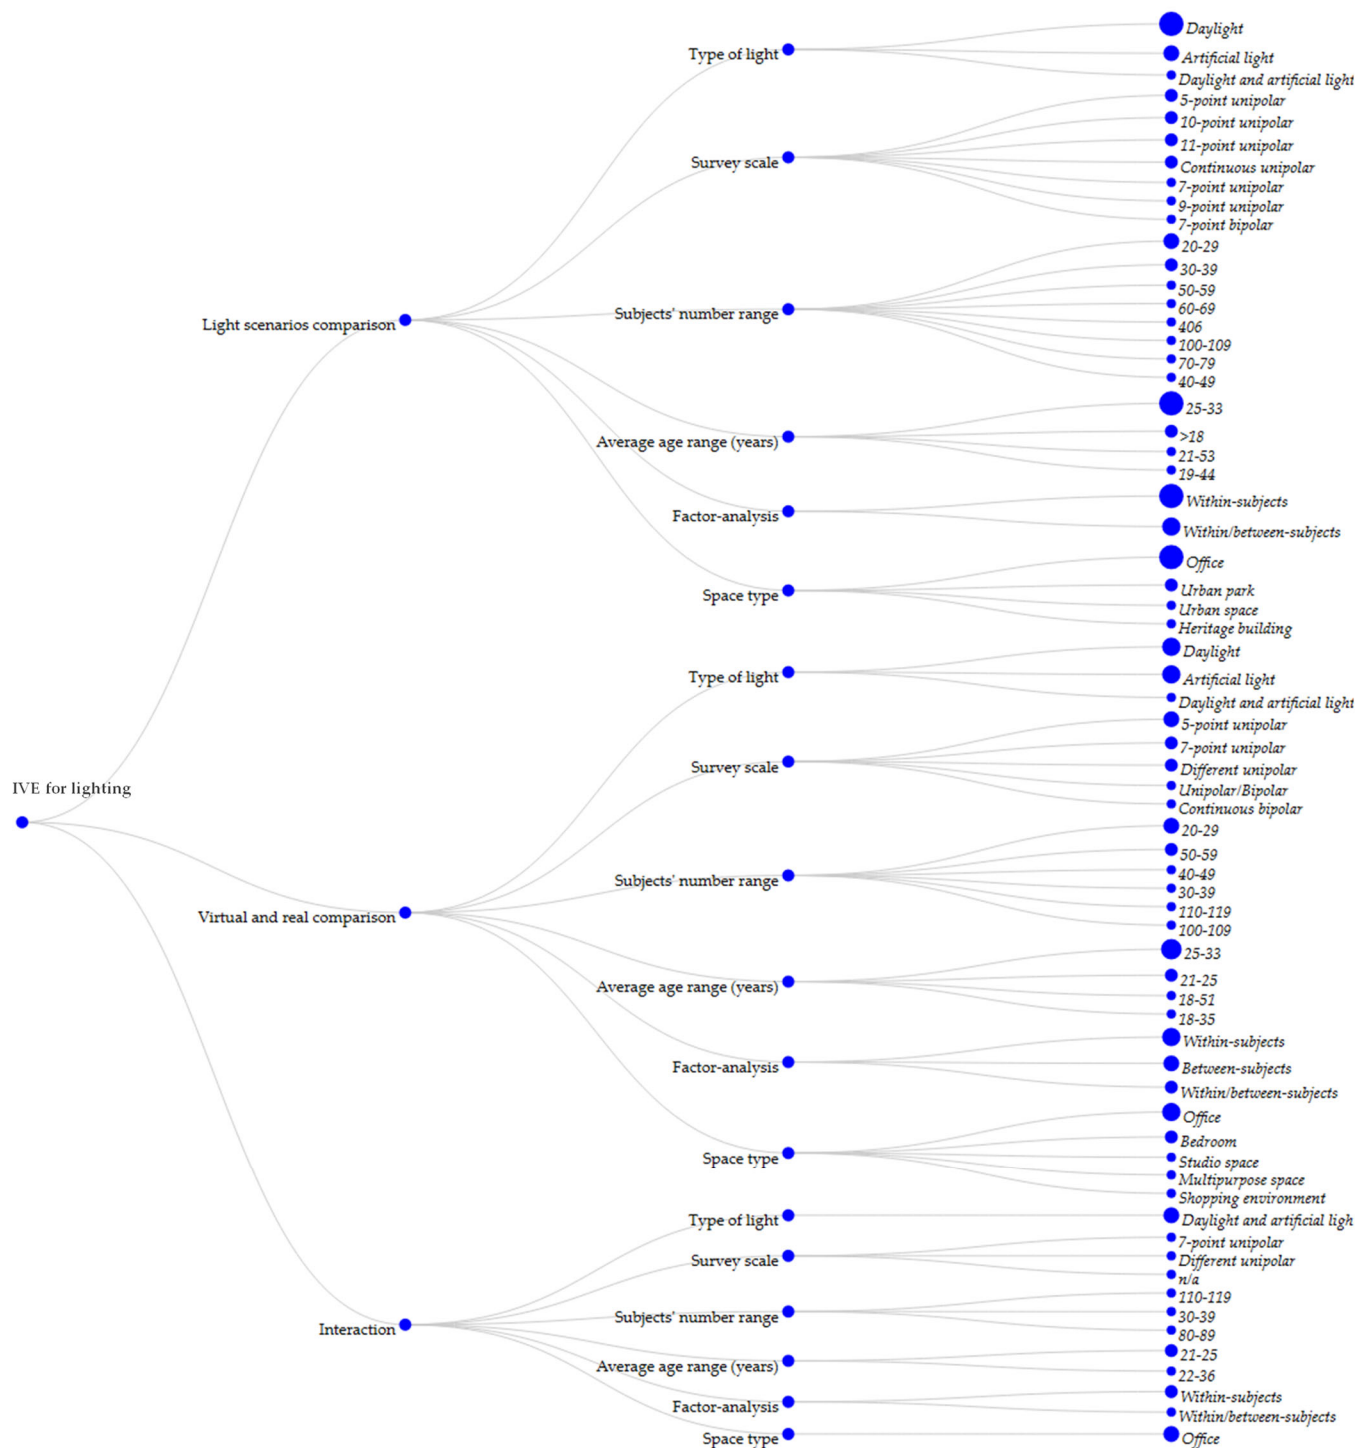 Daylight
Type of light
Artificial light
Daylight and artificial light
5-point unipolar
10-point unipolar
11-point unipolar
Survey scale
Continuous unipolar
7-point unipolar
9-point unipolar
7-point bipolar
20-29
30-39
50-59
Subjects' number range
60-69
Light scenarios comparison
406
100-109
70-79
40-49
25-33
Average age range (years)
>18
21-53
19-44
Within-subjects
Factor-analysis
Within/between-subjects
Office
Urban park
Space type
Urban space
Heritage building
Daylight
Type of light
Artificial light
Daylight and artificial light
5-point unipolar
7-point unipolar
Survey scale
Different unipolar
IVE for lighting
Unipolar/Bipolar
Continuous bipolar
20-29
50-59
40-49
Subjects' number range
30-39
110-119
Virtual and real comparison
100-109
25-33
21-25
Average age range (years)
18-51
18-35
Within-subjects
Factor-analysis
Between-subjects
Within/between-subjects
Office
Bedroom
Space type
Studio space
Multipurpose space
Shopping environment
Type of light
Daylight and artificial ligh
7-point unipolar
Survey scale
Different unipolar
n/a
110-119
Subjects' number range
30-39
Interaction
80-89
21-25
Average age range (years)
22-36
Within-subjects
Factor-analysis
Within/between-subjects
Space type
Office